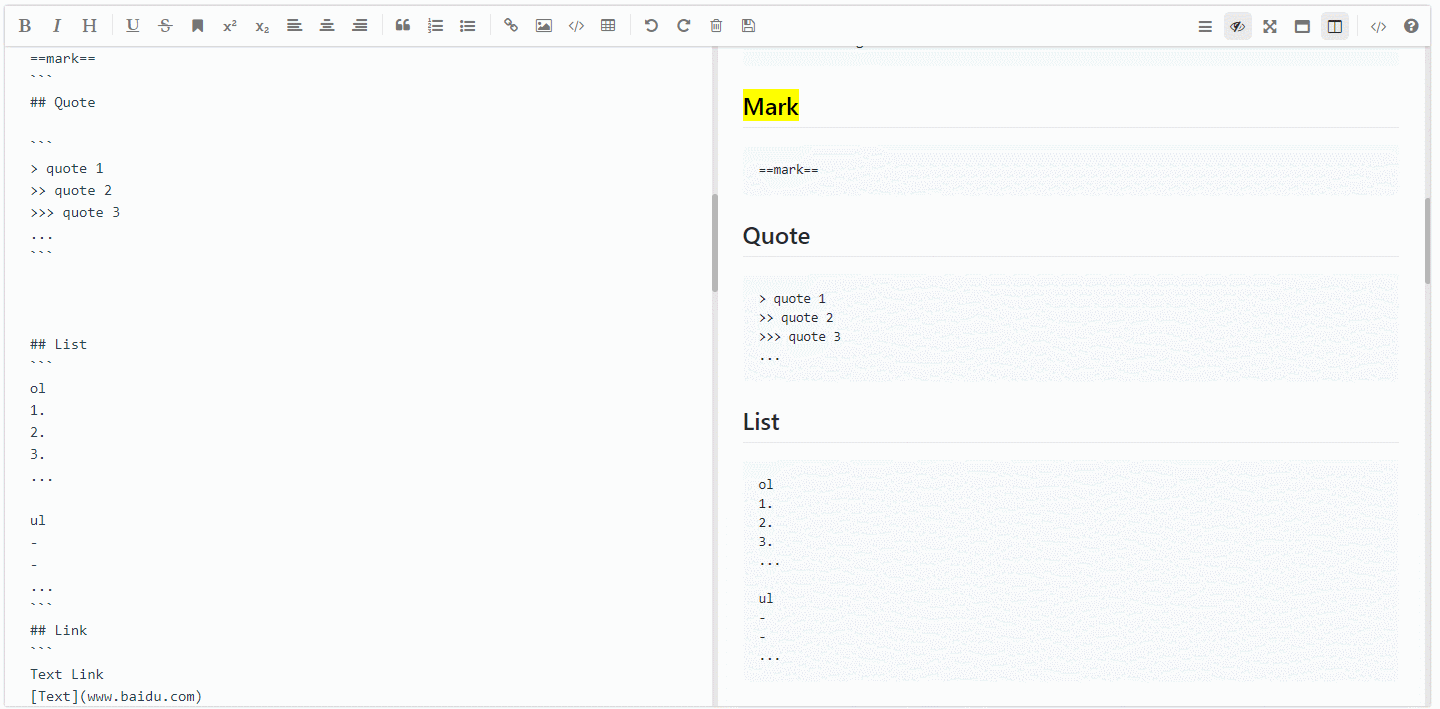 B I H U S x² x₂
==mark==
```
## Quote
```
> quote 1
>> quote 2
>>> quote 3
...
```
## List
```
ol
1.
2.
3.
...
ul
-
-
...
```
## Link
```
Text Link
[Text](www.baidu.com)
Mark
==mark==
Quote
> quote 1
>> quote 2
>>> quote 3
...
List
ol
1.
2.
3.
...
ul
-
-
...